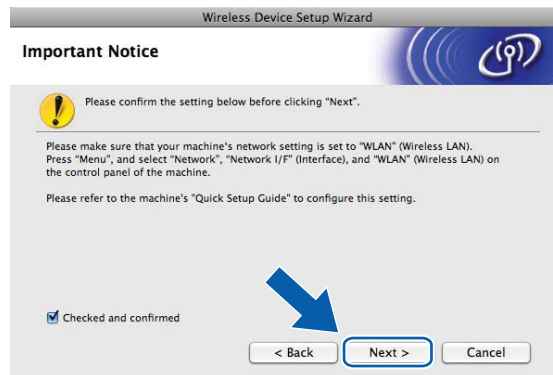 Wireless Device Setup Wizard
Important Notice
Please confirm the setting below before clicking "Next".
Please make sure that your machine's network setting is set to "WLAN" (Wireless LAN).
Press "Menu", and select "Network", "Network I/F" (Interface), and "WLAN" (Wireless LAN) on
the control panel of the machine.
Please refer to the machine's "Quick Setup Guide" to configure this setting.
Checked and confirmed
< Back Next > Cancel